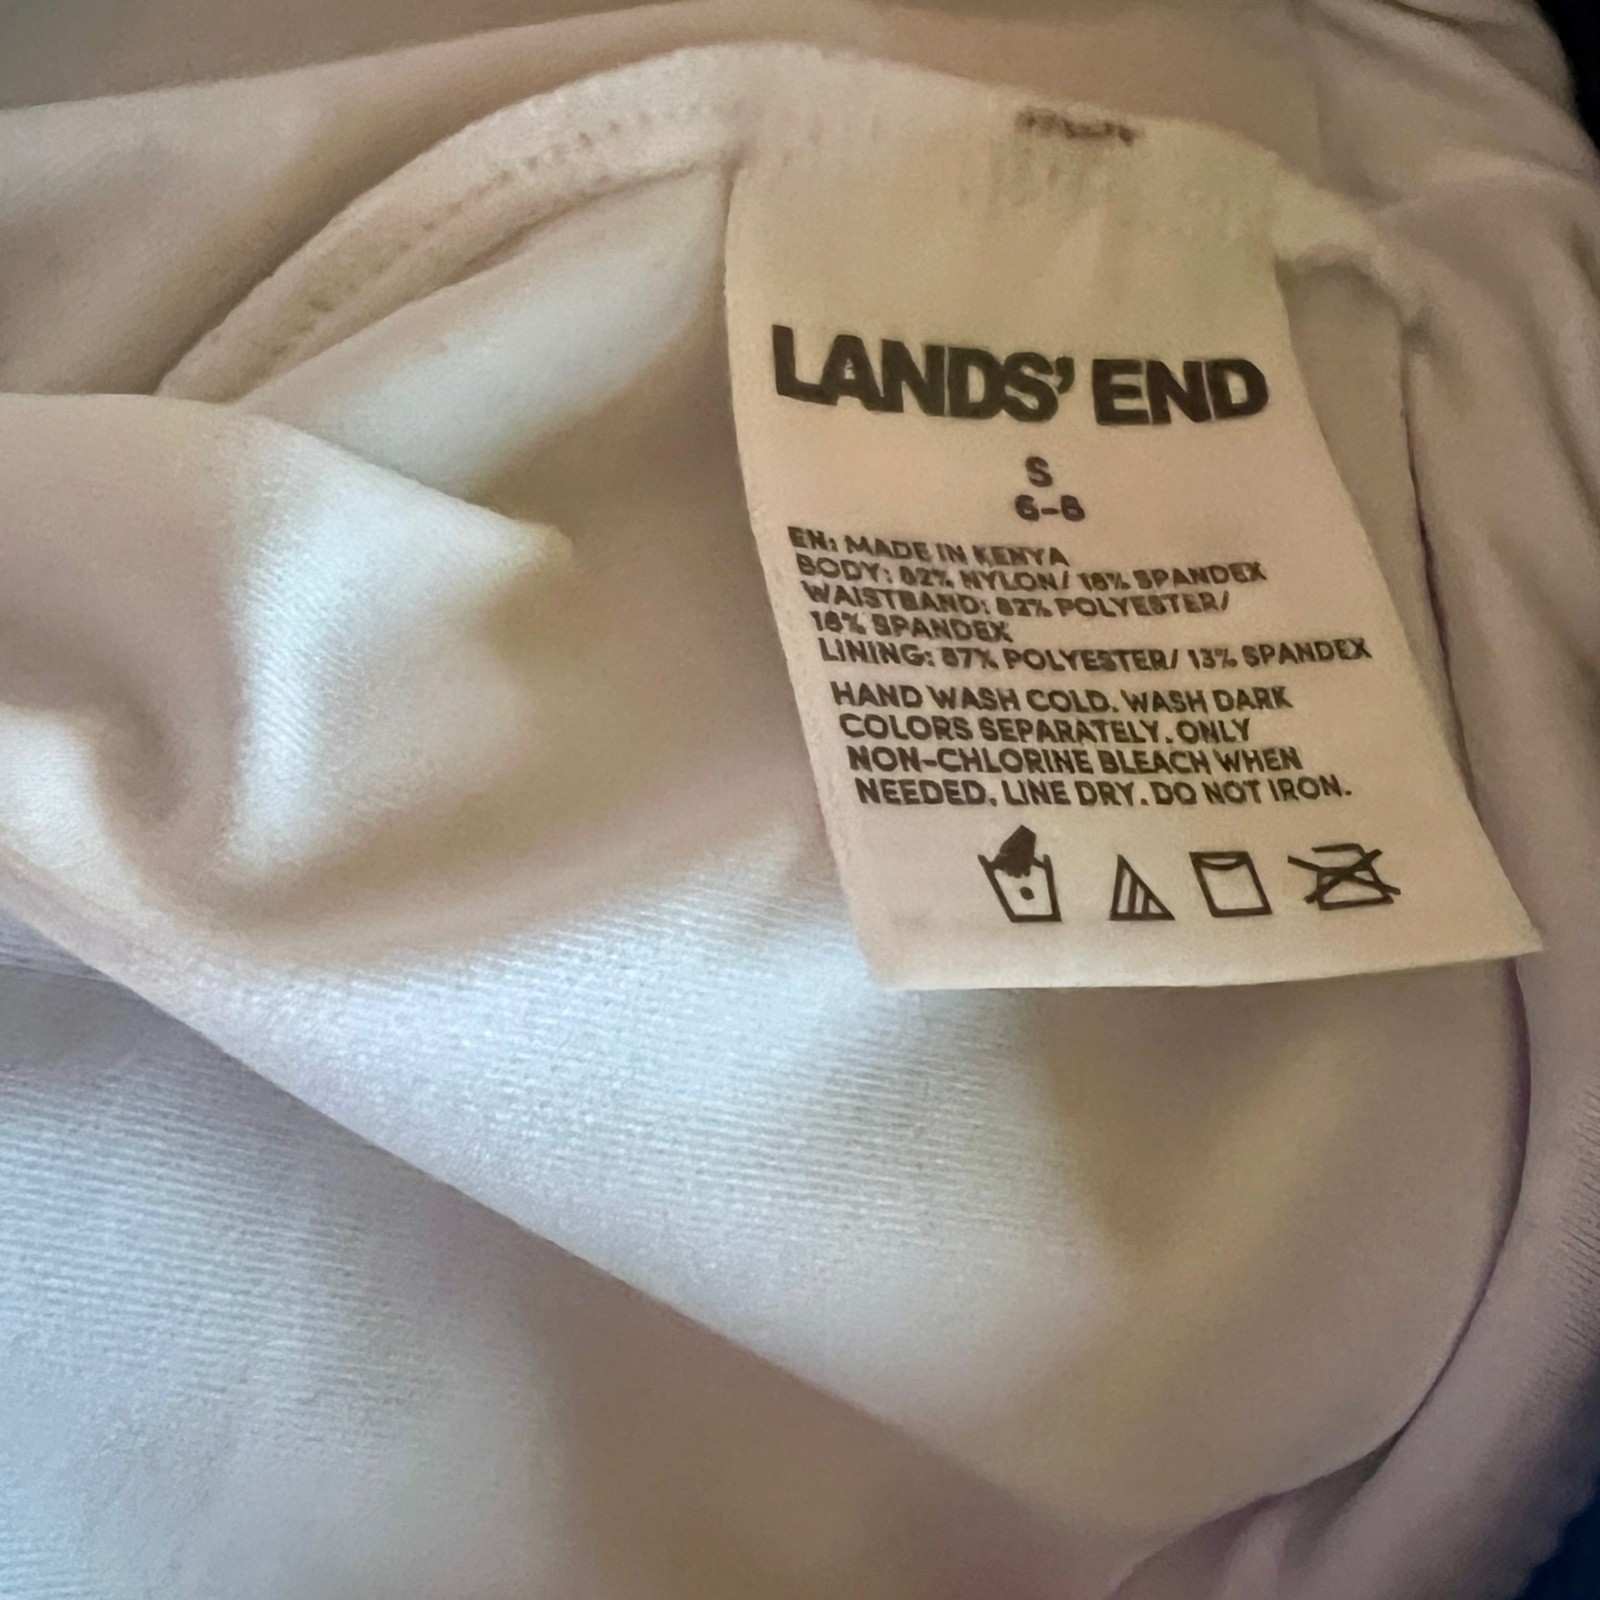 LANDS' END
S
6-8
EN: MADE IN KENYA
BODY: 82% NYLON/ 18% SPANDEX
WAISTBAND: 82% POLYESTER/
18% SPANDEX
LINING: 87% POLYESTER/ 13% SPANDEX
HAND WASH COLD. WASH DARK
COLORS SEPARATELY. ONLY
NON-CHLORINE BLEACH WHEN
NEEDED. LINE DRY. DO NOT IRON.